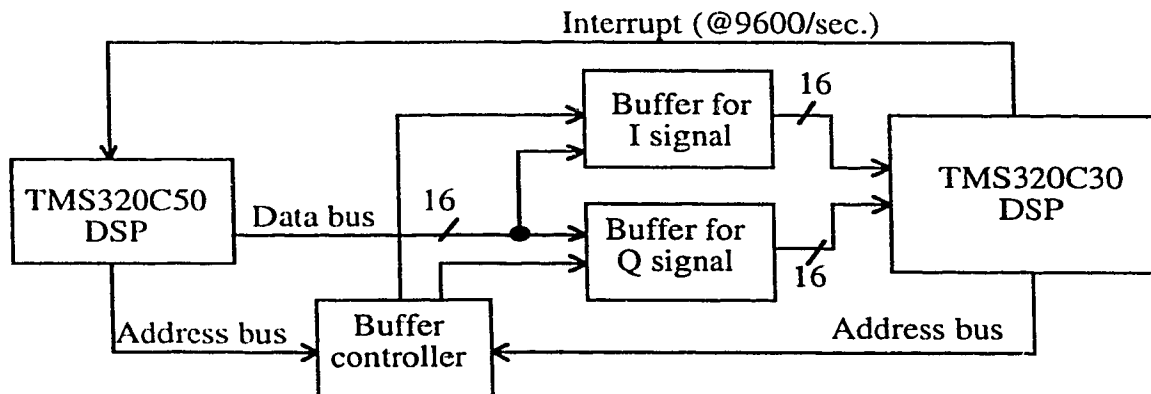 Interrupt (@9600/sec.)
16
Buffer for
I signal
TMS320C50
DSP
TMS320C30
DSP
Data bus
16
Buffer for
Q signal
16
Address bus
Buffer
controller
Address bus